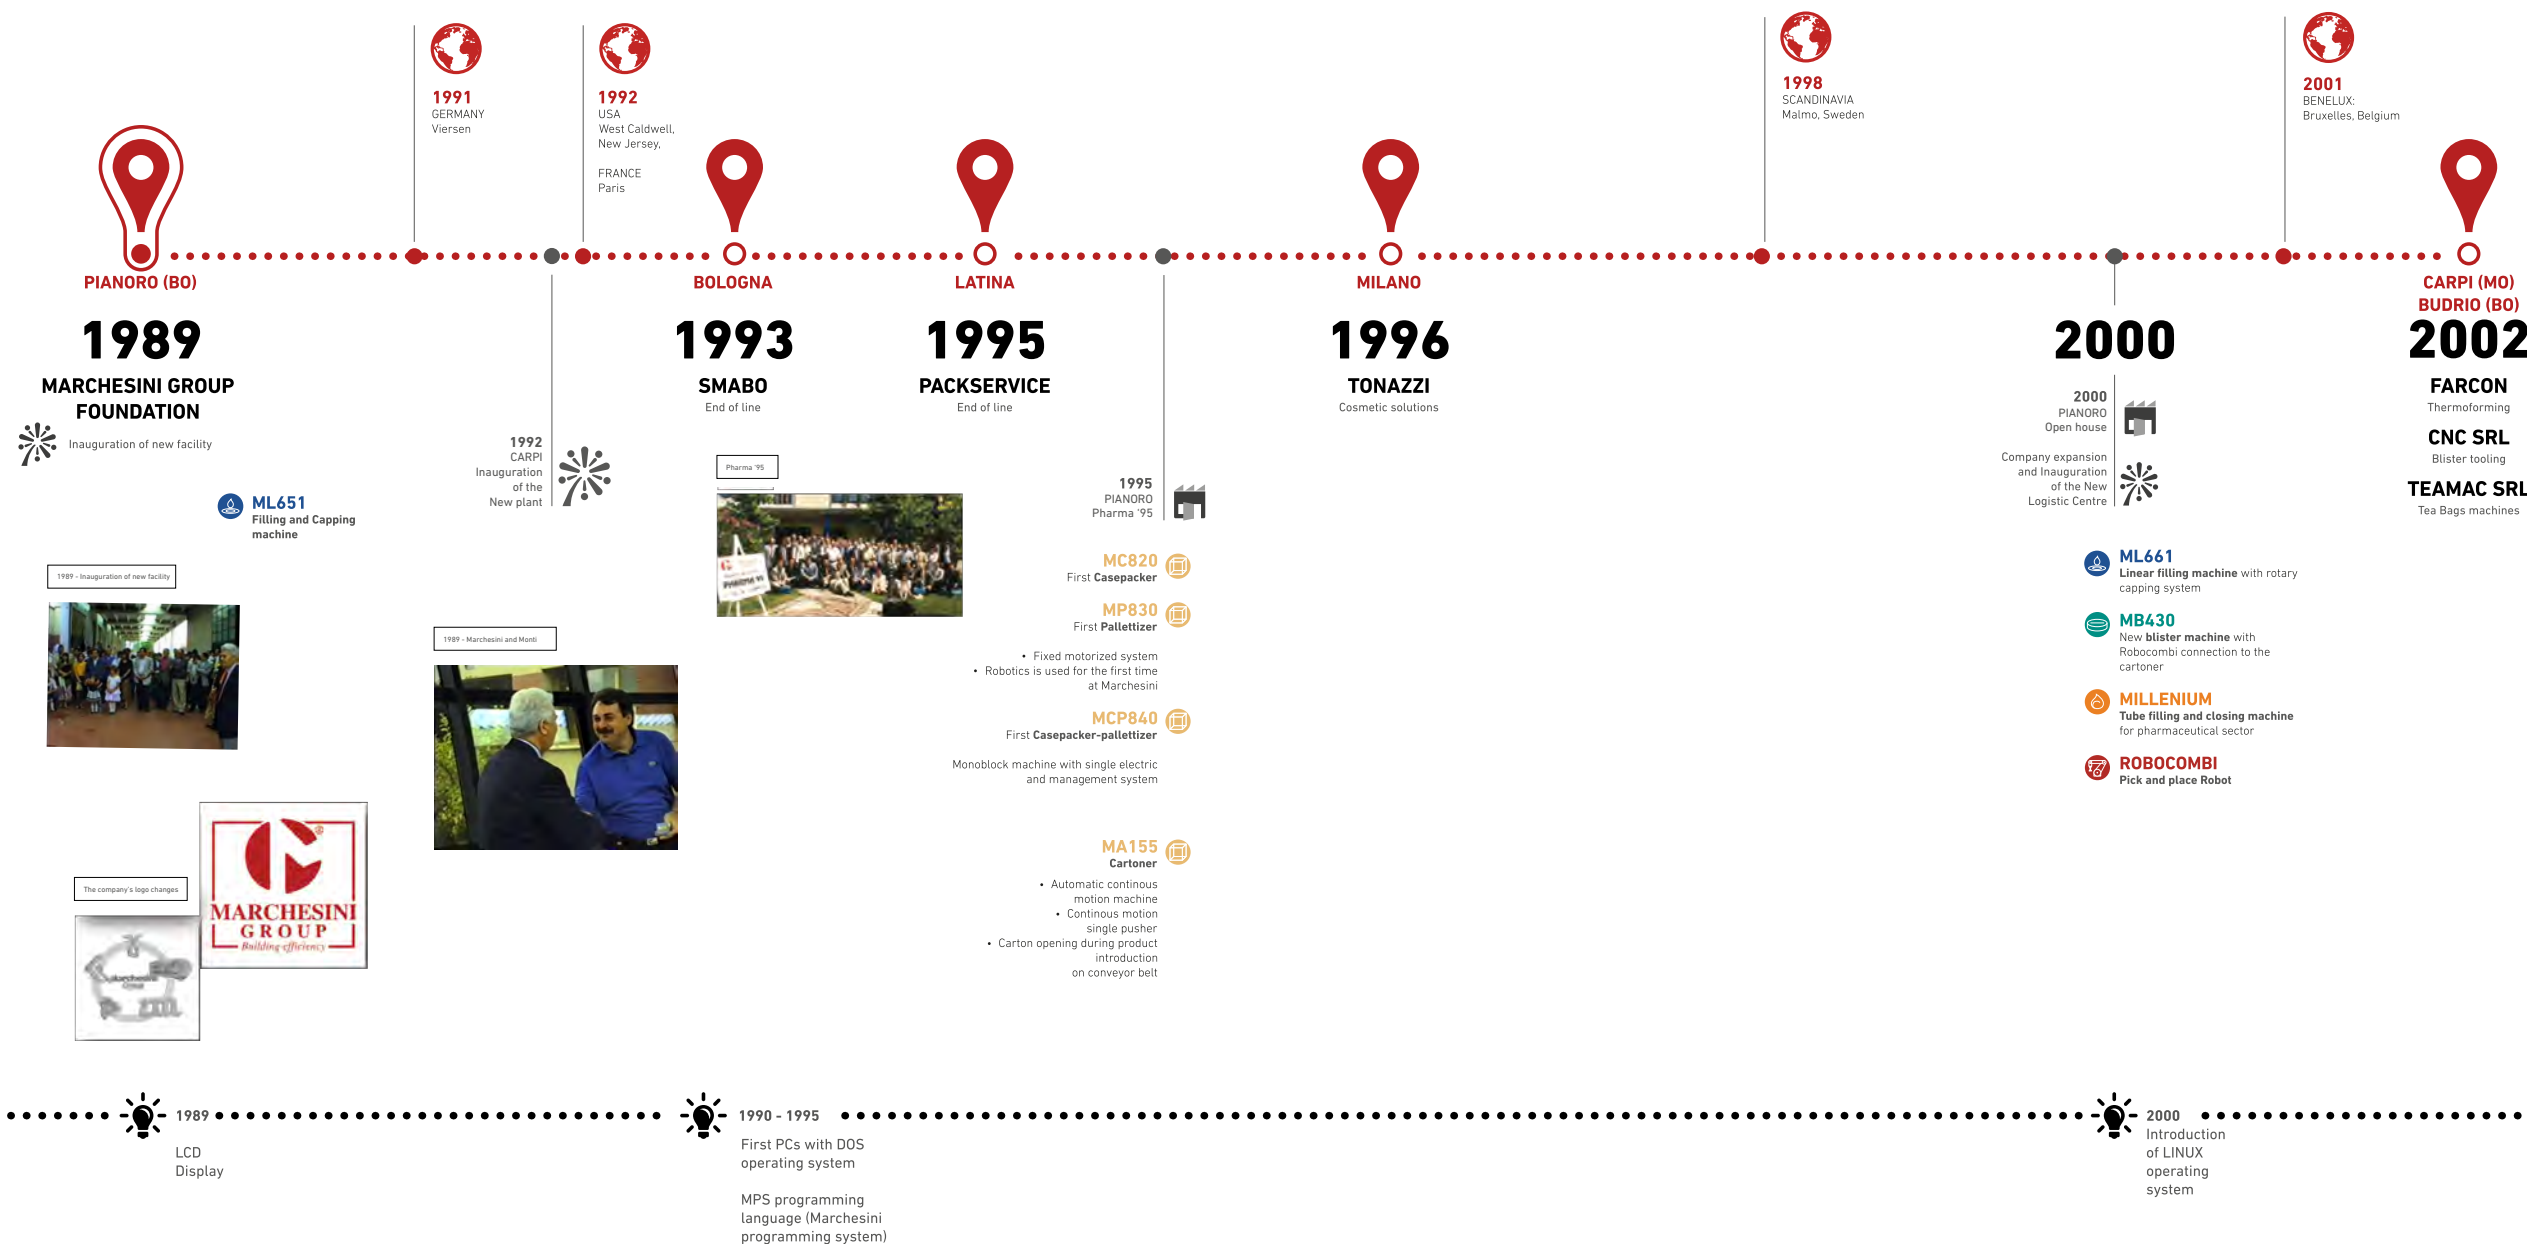 1991
GERMANY
Viersen
1992
USA
West Caldwell,
New Jersey,
FRANCE
Paris
1998
SCANDINAVIA
Malmo, Sweden
2001
BENELUX:
Bruxelles, Belgium
PIANORO (BO)
1989
MARCHESINI GROUP
FOUNDATION
Inauguration of new facility
ML651
Filling and Capping
machine
1989 - Inauguration of new facility
The company's logo changes
MARCHESINI
GROUP
Building efficiency
1992
CARPI
Inauguration
of the
New plant
1989 - Marchesini and Monti
BOLOGNA
1993
SMABO
End of line
Pharma '95
LATINA
1995
PACKSERVICE
End of line
1995
PIANORO
Pharma '95
MC820
First Casepacker
MP830
First Pallettizer
• Fixed motorized system
• Robotics is used for the first time
at Marchesini
MCP840
First Casepacker-pallettizer
Monoblock machine with single electric
and management system
MA155
Cartoner
• Automatic continous
motion machine
• Continous motion
single pusher
• Carton opening during product
introduction
on conveyor belt
MILANO
1996
TONAZZI
Cosmetic solutions
2000
2000
PIANORO
Open house
Company expansion
and Inauguration
of the New
Logistic Centre
ML661
Linear filling machine with rotary
capping system
MB430
New blister machine with
Robocombi connection to the
cartoner
MILLENIUM
Tube filling and closing machine
for pharmaceutical sector
ROBOCOMBI
Pick and place Robot
CARPI (MO)
BUDRIO (BO)
2002
FARCON
Thermoforming
CNC SRL
Blister tooling
TEAMAC SRL
Tea Bags machines
1989
LCD
Display
1990 - 1995
First PCs with DOS
operating system
MPS programming
language (Marchesini
programming system)
2000
Introduction
of LINUX
operating
system